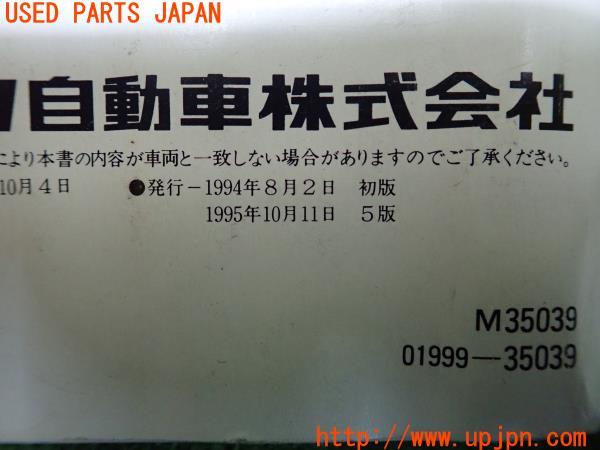 USED PARTS JAPAN
自動車株式会社
により本書の内容が車両と一致しない場合がありますのでご了承ください。
10月4日 ●発行－1994年8月2日 初版
1995年10月11日 5版
M35039
01999－35039
http://www.upjpn.com/